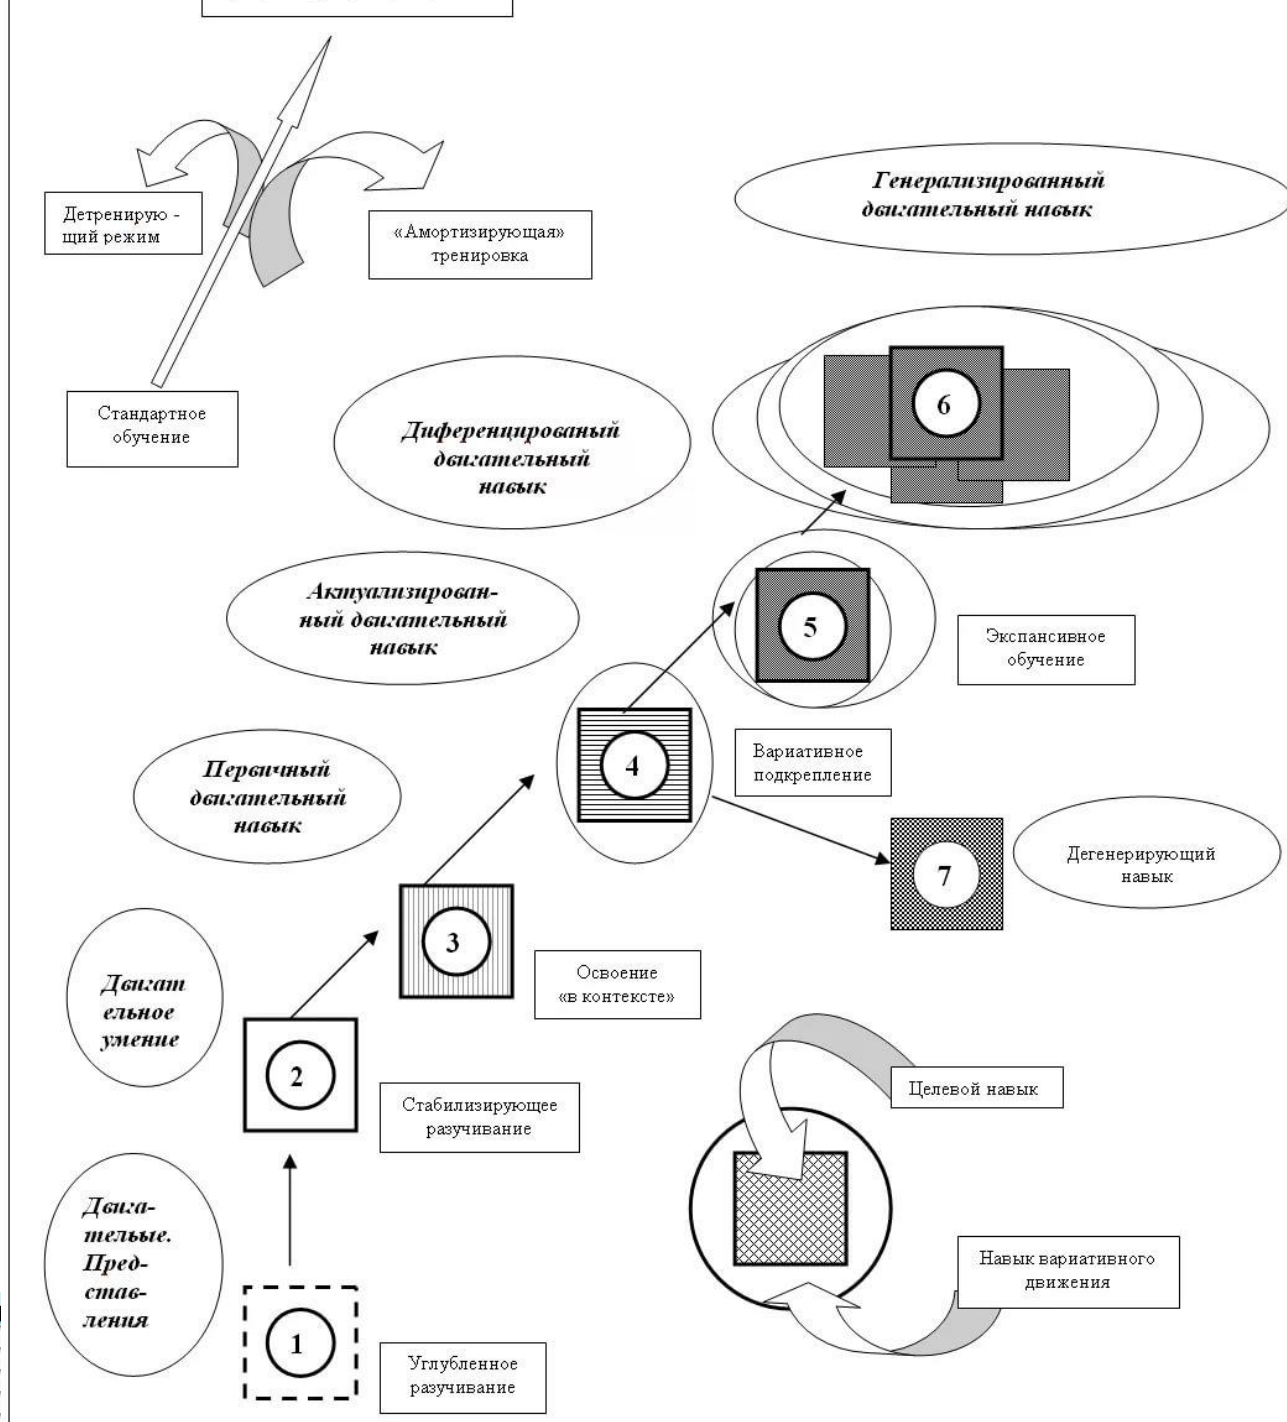 Детренирую -
щий режим
«Амортизирующая»
тренировка
Генерализированный
двигательный навык
Стандартное
обучение
Диференцированый
двигательный
навык
6
Актуализирован-
ный двигательный
навык
5
Экспансивное
обучение
Первичный
двигательный
навык
4
Вариативное
подкрепление
7
Дегенерирующий
навык
3
Освоение
«в контексте»
Двигат
ельное
умение
2
Стабилизирующее
разучивание
Целевой навык
Двига-
тельые.
Пред-
став-
ления
1
Углубленное
разучивание
Навык вариативного
движения